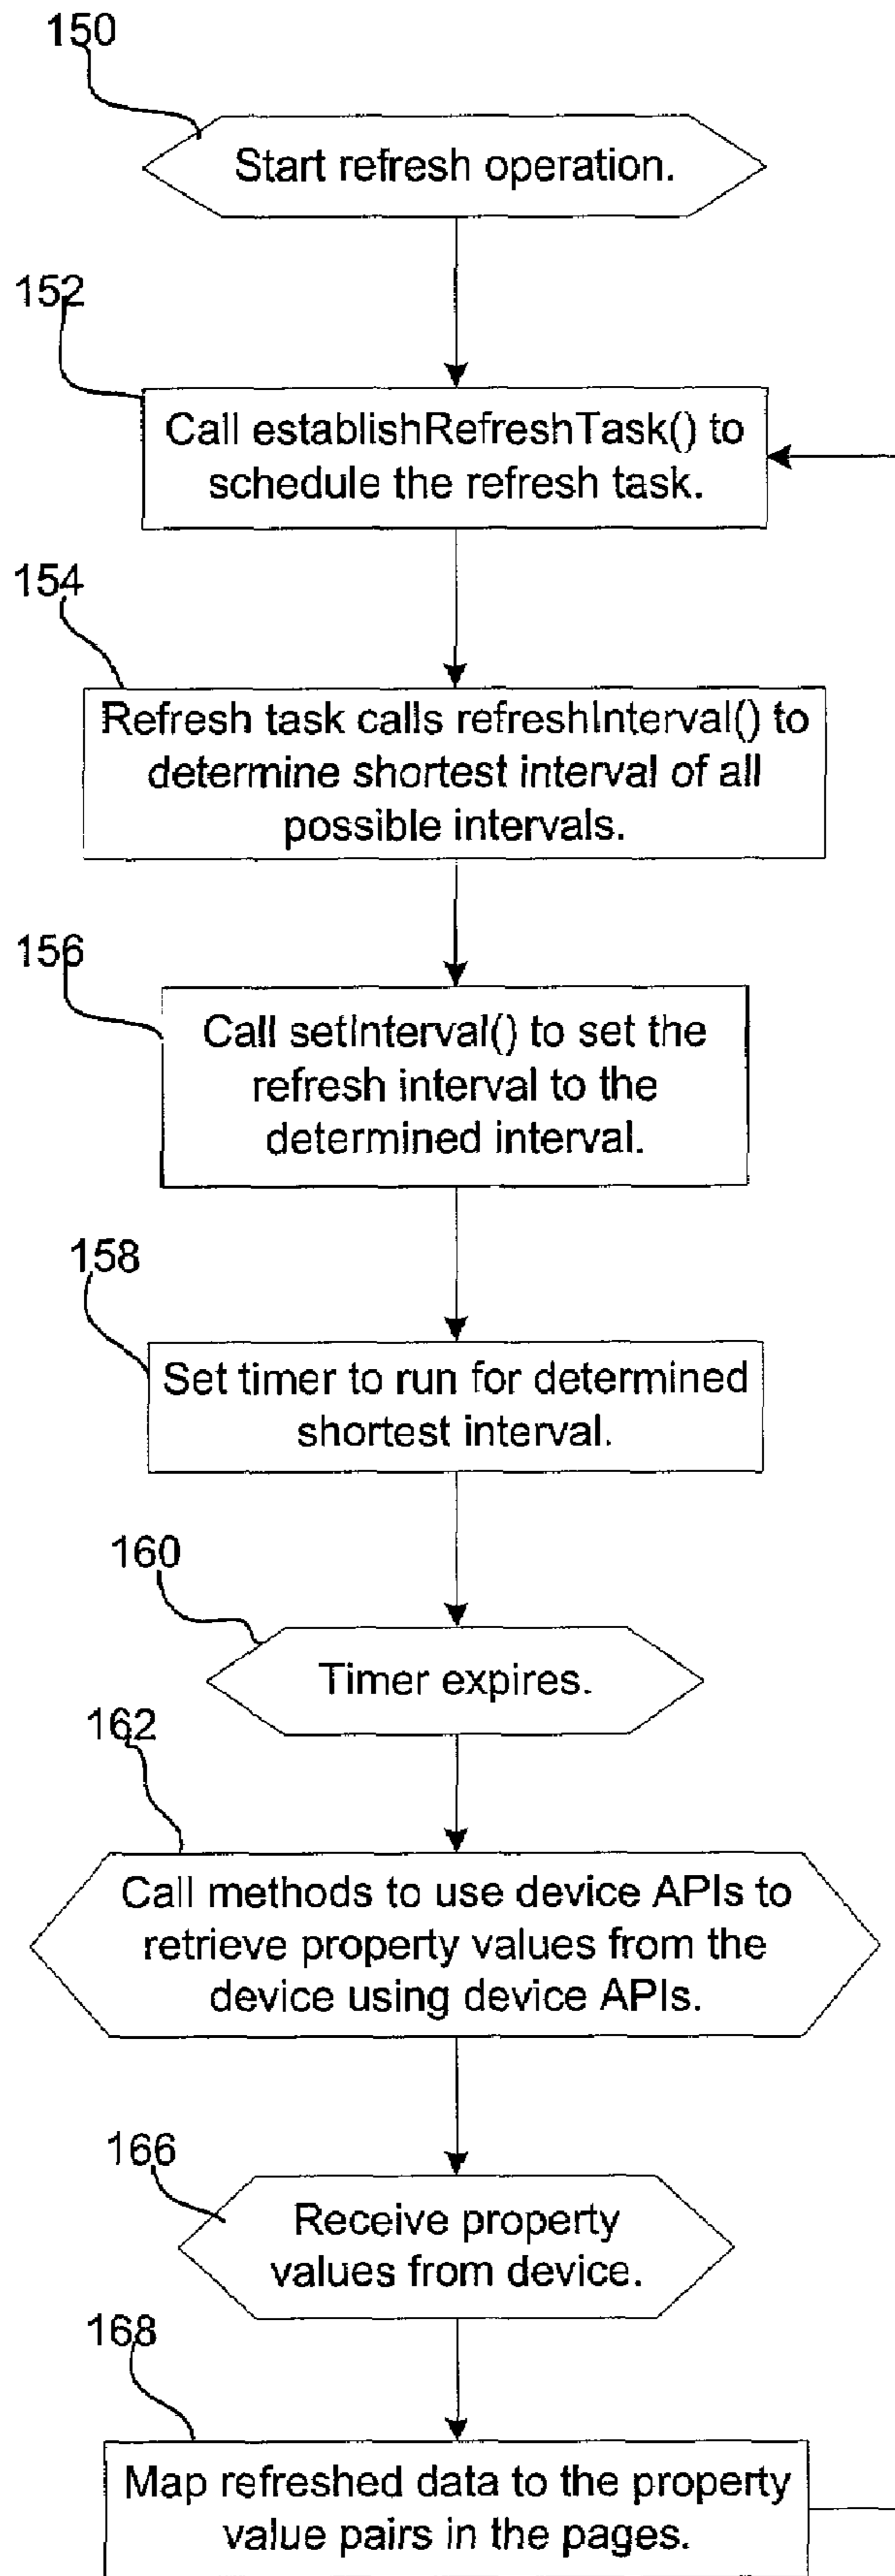 150
Start refresh operation.
152
Call establishRefreshTask() to
schedule the refresh task.
154
Refresh task calls refreshInterval() to
determine shortest interval of all
possible intervals.
156
Call setInterval() to set the
refresh interval to the
determined interval.
158
Set timer to run for determined
shortest interval.
160
Timer expires.
162
Call methods to use device APIs to
retrieve property values from the
device using device APIs.
166
Receive property
values from device.
168
Map refreshed data to the property
value pairs in the pages.